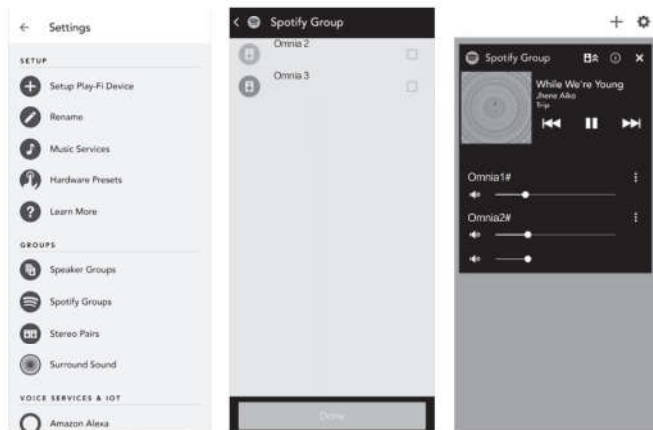 Settings
SETUP
Setup Play-Fi Device
Rename
Music Services
Hardware Presets
Learn More
GROUPS
Speaker Groups
Spotify Groups
Stereo Pairs
Surround Sound
VOICE SERVICES & IOT
Amazon Alexa
Spotify Group
Omnia 2
Omnia 3
Done
Spotify Group
While We're Young
Jhene Aiko
Trip
Omnia1#
Omnia2#